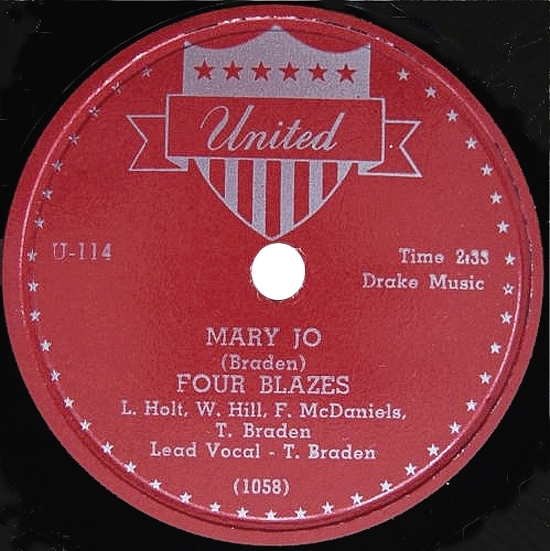 United
U-114
Time 2:33
Drake Music
MARY JO
(Braden)
FOUR BLAZES
L. Holt, W. Hill, F. McDaniels,
T. Braden
Lead Vocal - T. Braden
(1058)